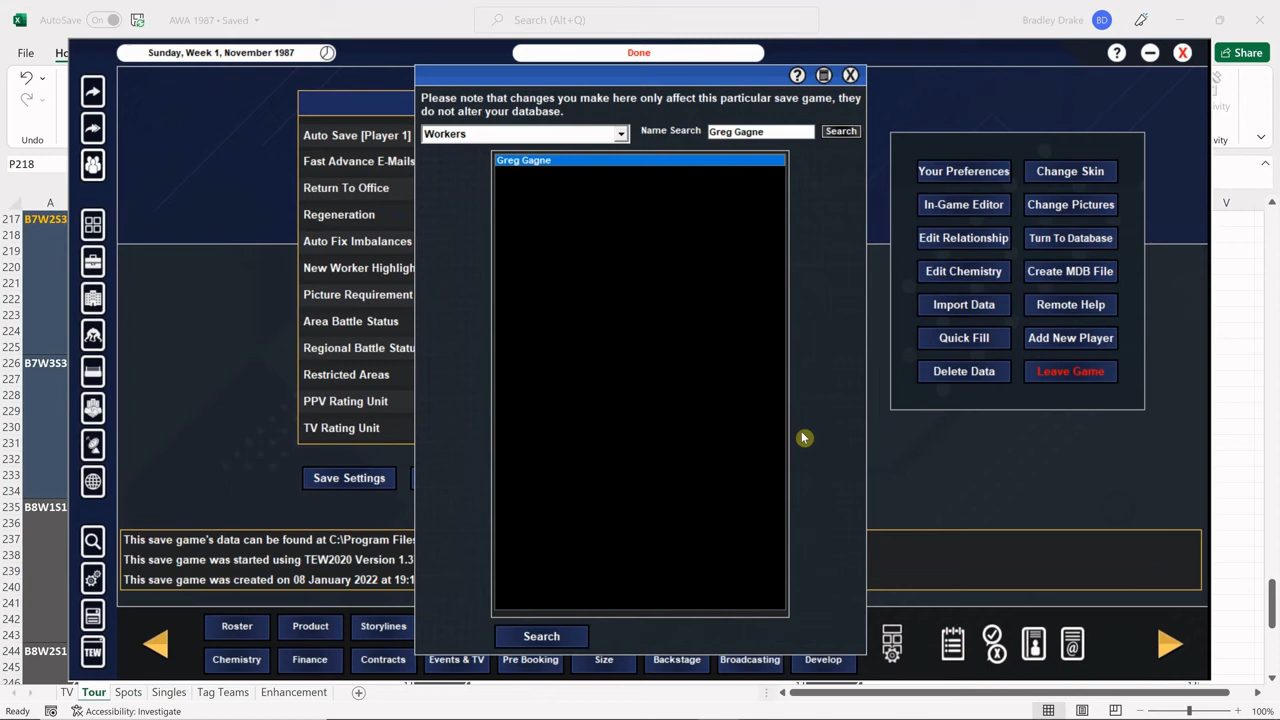 AutoSave
Off
AWA 1987 • Saved
Search (Alt+Q)
Bradley Drake
BD
File
Share
Undo
P218
A
V
217
B7W2S3
218
219
220
221
222
223
224
225
226
B7W3S3
227
228
229
230
231
232
233
234
235
B8W1S1
236
237
238
239
240
241
242
243
244
B8W2S1
245
Sunday, Week 1, November 1987
Done
?
X
Auto Save [Player 1]
Fast Advance E-Mails
Return To Office
Regeneration
Auto Fix Imbalances
New Worker Highligh
Picture Requirement
Area Battle Status
Regional Battle Statu
Restricted Areas
PPV Rating Unit
TV Rating Unit
Save Settings
? X
Please note that changes you make here only affect this particular save game, they
do not alter your database.
Workers
Name Search
Greg Gagne
Search
Greg Gagne
Search
Your Preferences
Change Skin
In-Game Editor
Change Pictures
Edit Relationship
Turn To Database
Edit Chemistry
Create MDB File
Import Data
Remote Help
Quick Fill
Add New Player
Delete Data
Leave Game
This save game's data can be found at C:\Program Files
This save game was started using TEW2020 Version 1.3
This save game was created on 08 January 2022 at 19:1
Roster
Product
Storylines
Chemistry
Finance
Contracts
Events & TV
Pre Booking
Size
Backstage
Broadcasting
Develop
TEW
TV
Tour
Spots
Singles
Tag Teams
Enhancement
Ready
Accessibility: Investigate
100%